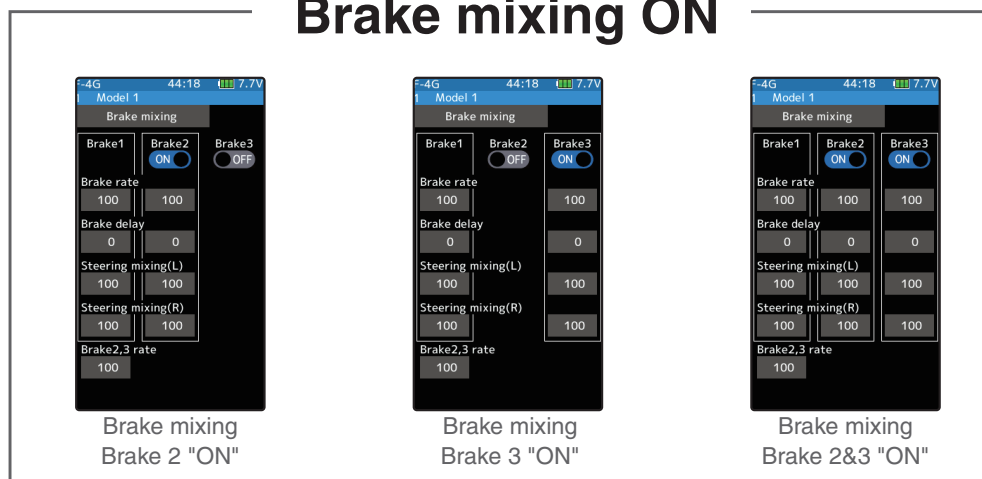 Brake mixing ON
-4G 44:18 7.7V
1 Model 1
Brake mixing
Brake1 Brake2 Brake3
ON OFF
Brake rate
100 100
Brake delay
0 0
Steering mixing(L)
100 100
Steering mixing(R)
100 100
Brake2,3 rate
100
Brake mixing
Brake 2 "ON"
-4G 44:18 7.7V
1 Model 1
Brake mixing
Brake1 Brake2 Brake3
OFF ON
Brake rate
100 100
Brake delay
0 0
Steering mixing(L)
100 100
Steering mixing(R)
100 100
Brake2,3 rate
100
Brake mixing
Brake 3 "ON"
-4G 44:18 7.7V
1 Model 1
Brake mixing
Brake1 Brake2 Brake3
ON ON
Brake rate
100 100 100
Brake delay
0 0 0
Steering mixing(L)
100 100 100
Steering mixing(R)
100 100 100
Brake2,3 rate
100
Brake mixing
Brake 2&3 "ON"